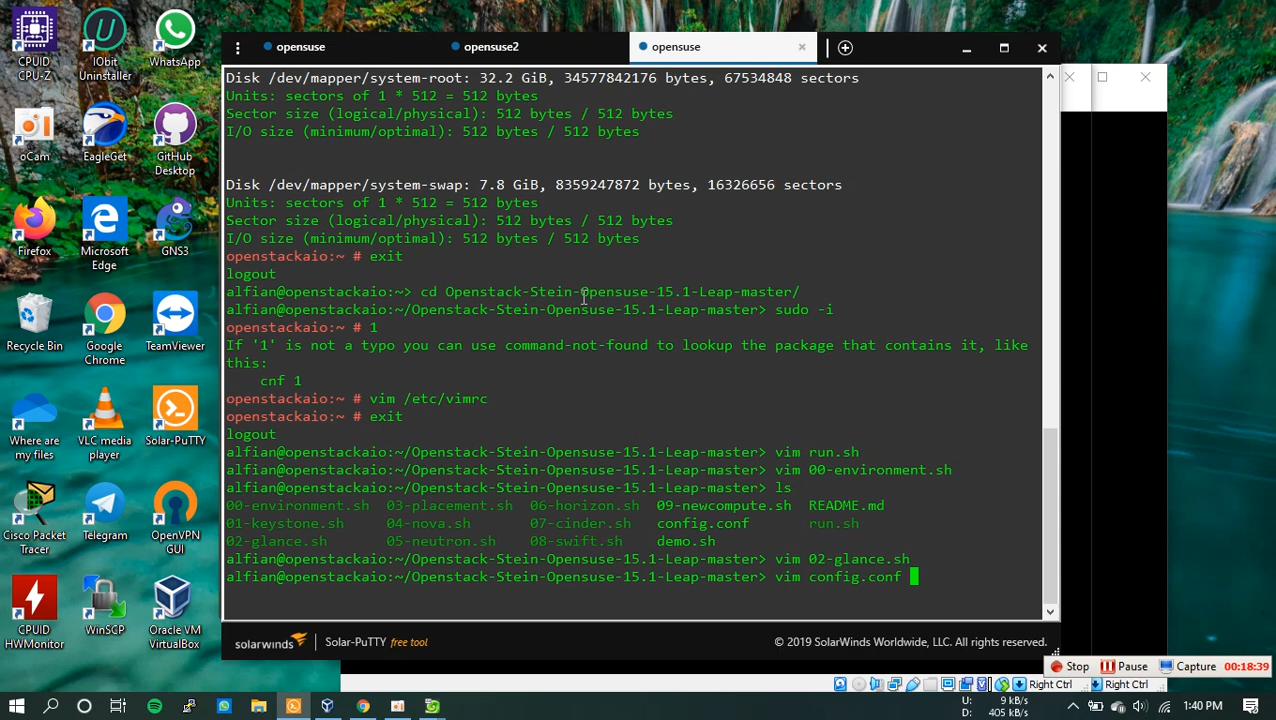 CPUID CPU-Z
IObit Uninstaller
WhatsApp
oCam
EagleGet
GitHub Desktop
Firefox
Microsoft Edge
GNS3
Recycle Bin
Google Chrome
TeamViewer
Where are my files
VLC media player
Solar-PuTTY
Cisco Packet Tracer
Telegram
OpenVPN GUI
CPUID HWMonitor
WinSCP
Oracle VM VirtualBox
opensuse
opensuse2
opensuse
Disk /dev/mapper/system-root: 32.2 GiB, 34577842176 bytes, 67534848 sectors
Units: sectors of 1 * 512 = 512 bytes
Sector size (logical/physical): 512 bytes / 512 bytes
I/O size (minimum/optimal): 512 bytes / 512 bytes
Disk /dev/mapper/system-swap: 7.8 GiB, 8359247872 bytes, 16326656 sectors
Units: sectors of 1 * 512 = 512 bytes
Sector size (logical/physical): 512 bytes / 512 bytes
I/O size (minimum/optimal): 512 bytes / 512 bytes
openstackaio:~ # exit
logout
alfian@openstackaio:~> cd Openstack-Stein-Opensuse-15.1-Leap-master/
alfian@openstackaio:~/Openstack-Stein-Opensuse-15.1-Leap-master> sudo -i
openstackaio:~ # 1
If '1' is not a typo you can use command-not-found to lookup the package that contains it, like
this:
    cnf 1
openstackaio:~ # vim /etc/vimrc
openstackaio:~ # exit
logout
alfian@openstackaio:~/Openstack-Stein-Opensuse-15.1-Leap-master> vim run.sh
alfian@openstackaio:~/Openstack-Stein-Opensuse-15.1-Leap-master> vim 00-environment.sh
alfian@openstackaio:~/Openstack-Stein-Opensuse-15.1-Leap-master> ls
00-environment.sh  03-placement.sh  06-horizon.sh  09-newcompute.sh  README.md
01-keystone.sh     04-nova.sh       07-cinder.sh   config.conf       run.sh
02-glance.sh       05-neutron.sh    08-swift.sh    demo.sh
alfian@openstackaio:~/Openstack-Stein-Opensuse-15.1-Leap-master> vim 02-glance.sh
alfian@openstackaio:~/Openstack-Stein-Opensuse-15.1-Leap-master> vim config.conf
solarwinds
Solar-PuTTY free tool
© 2019 SolarWinds Worldwide, LLC. All rights reserved.
Stop
Pause
Capture
00:18:39
Right Ctrl
Right Ctrl
U: 9 kB/s
D: 405 kB/s
1:40 PM